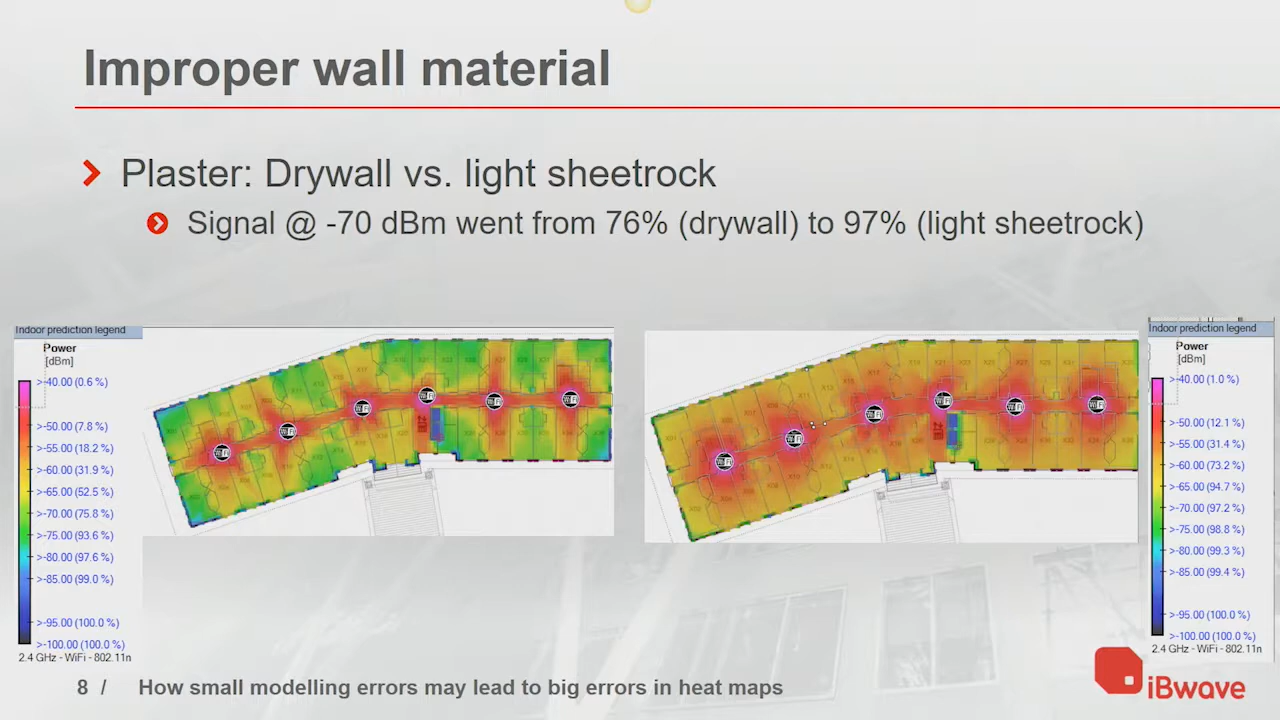 Improper wall material
Plaster: Drywall vs. light sheetrock
Signal @ -70 dBm went from 76% (drywall) to 97% (light sheetrock)
Indoor prediction legend
Power
[dBm]
>-40.00 (0.6 %)
>-50.00 (7.8 %)
>-55.00 (18.2 %)
>-60.00 (31.9 %)
>-65.00 (52.5 %)
>-70.00 (75.8 %)
>-75.00 (93.6 %)
>-80.00 (97.6 %)
>-85.00 (99.0 %)
>-95.00 (100.0 %)
>-100.00 (100.0 %)
2.4 GHz - WiFi - 802.11n
Indoor prediction legend
Power
[dBm]
>-40.00 (1.0 %)
>-50.00 (12.1 %)
>-55.00 (31.4 %)
>-60.00 (73.2 %)
>-65.00 (94.7 %)
>-70.00 (97.2 %)
>-75.00 (98.8 %)
>-80.00 (99.3 %)
>-85.00 (99.4 %)
>-95.00 (100.0 %)
>-100.00 (100.0 %)
2.4 GHz - WiFi - 802.11n
8 / How small modelling errors may lead to big errors in heat maps
iBwave